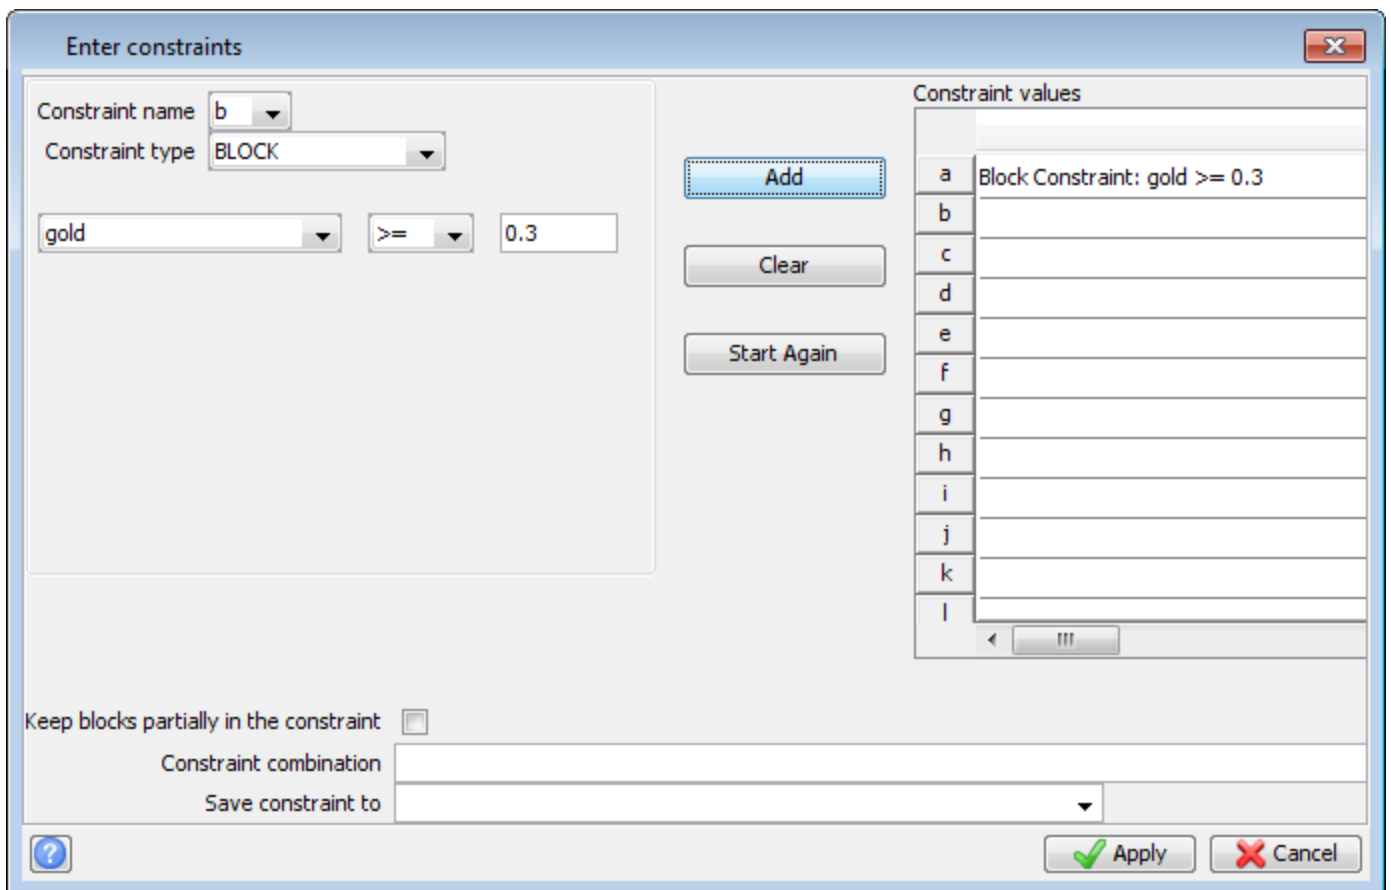 Enter constraints
Constraint name b
Constraint type BLOCK
gold >= 0.3
Add
Clear
Start Again
Constraint values
a Block Constraint: gold >= 0.3
b
c
d
e
f
g
h
i
j
k
l
Keep blocks partially in the constraint
Constraint combination
Save constraint to
? Apply Cancel